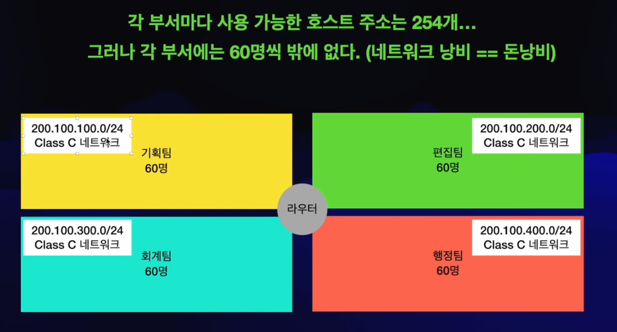 각 부서마다 사용 가능한 호스트 주소는 254개...
그러나 각 부서에는 60명씩 밖에 없다. (네트워크 낭비 == 돈낭비)
200.100.100.0/24
Class C 네트워크
기획팀
60명
200.100.200.0/24
Class C 네트워크
편집팀
60명
라우터
200.100.300.0/24
Class C 네트워크
회계팀
60명
200.100.400.0/24
Class C 네트워크
행정팀
60명